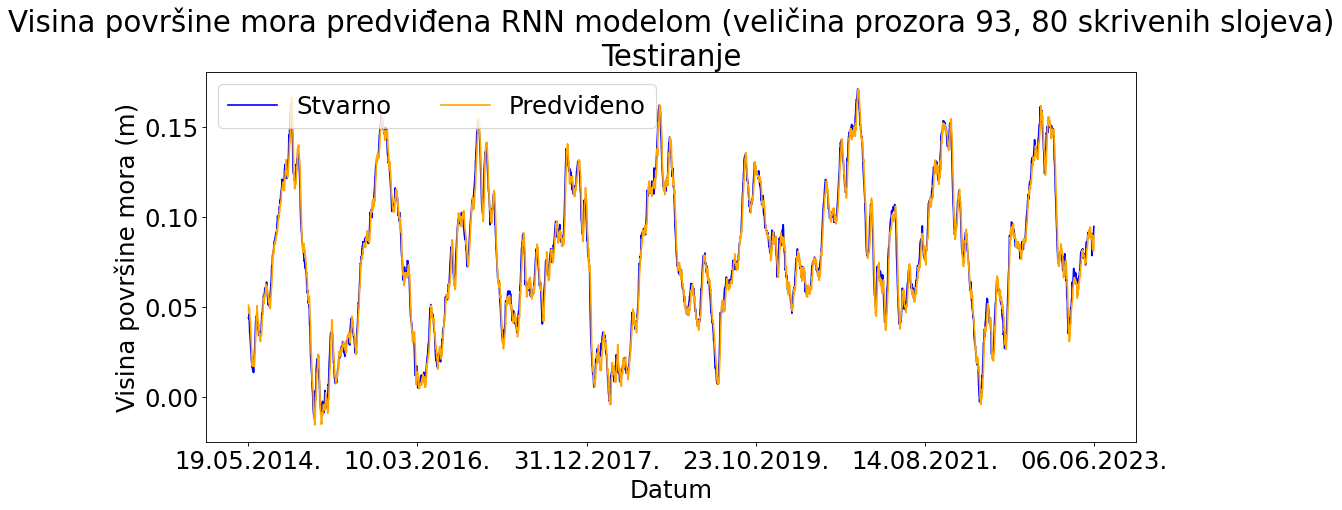 Visina površine mora predviđena RNN modelom (veličina prozora 93, 80 skrivenih slojeva)
Testiranje
Stvarno Predviđeno
Visina površine mora (m)
0.15
0.10
0.05
0.00
19.05.2014. 10.03.2016. 31.12.2017. 23.10.2019. 14.08.2021. 06.06.2023.
Datum